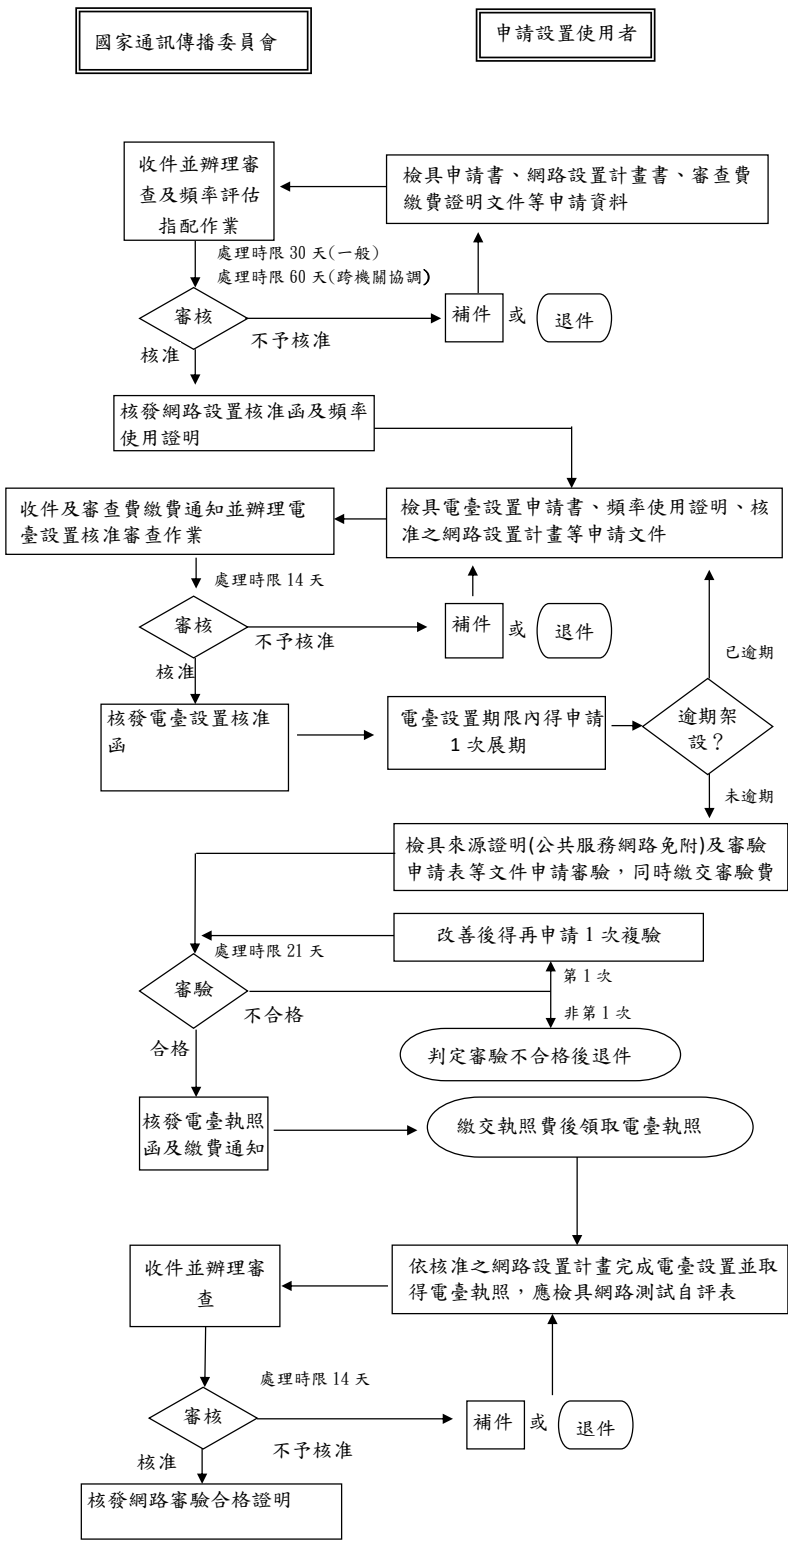 國家通訊傳播委員會
申請設置使用者
收件並辦理審
查及頻率評估
指配作業
檢具申請書、網路設置計畫書、審查費
繳費證明文件等申請資料
處理時限 30 天(一般)
處理時限 60 天(跨機關協調)
審核
不予核准
補件
或
退件
核准
核發網路設置核准函及頻率
使用證明
收件及審查費繳費通知並辦理電
臺設置核准審查作業
檢具電臺設置申請書、頻率使用證明、核
准之網路設置計畫等申請文件
處理時限 14 天
審核
不予核准
補件
或
退件
已逾期
核准
核發電臺設置核准
函
電臺設置期限內得申請
1 次展期
逾期架
設？
未逾期
檢具來源證明(公共服務網路免附)及審驗
申請表等文件申請審驗，同時繳交審驗費
改善後得再申請 1 次複驗
處理時限 21 天
第 1 次
審驗
不合格
非第 1 次
合格
判定審驗不合格後退件
核發電臺執照
函及繳費通知
繳交執照費後領取電臺執照
收件並辦理審
查
依核准之網路設置計畫完成電臺設置並取
得電臺執照，應檢具網路測試自評表
處理時限 14 天
審核
不予核准
補件
或
退件
核准
核發網路審驗合格證明